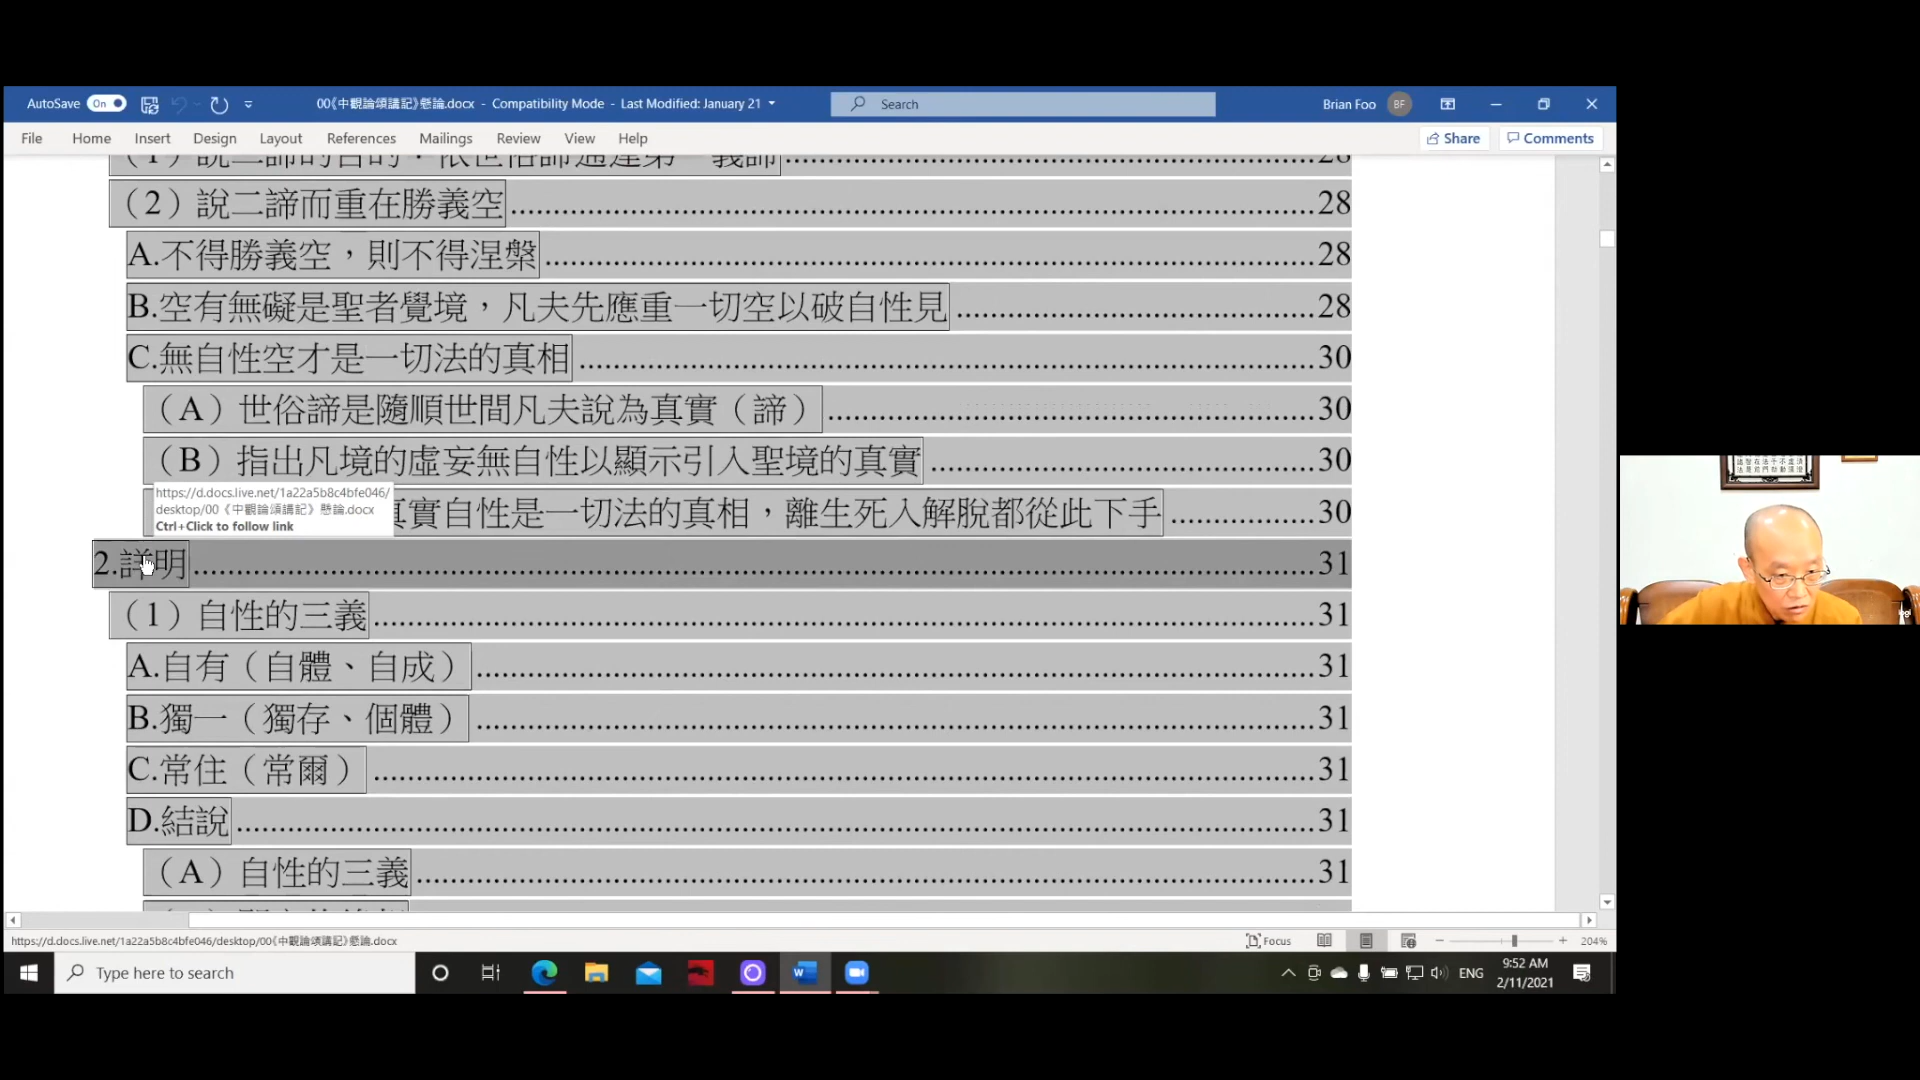 AutoSave On 00《中觀論頌講記》懸論.docx - Compatibility Mode - Last Modified: January 21 Search Brian Foo BF
File Home Insert Design Layout References Mailings Review View Help Share Comments
(2)說二諦而重在勝義空 28
A.不得勝義空，則不得涅槃 28
B.空有無礙是聖者覺境，凡夫先應重一切空以破自性見 28
C.無自性空才是一切法的真相 30
（A）世俗諦是隨順世間凡夫說為真實（諦） 30
（B）指出凡境的虛妄無自性以顯示引入聖境的真實 30
https://d.docs.live.net/1a22a5b8c4bfe046/
desktop/00《中觀論頌講記》懸論.docx
Ctrl+Click to follow link
真實自性是一切法的真相，離生死入解脫都從此下手 30
2.詳明 31
（1）自性的三義 31
A.自有（自體、自成） 31
B.獨一（獨存、個體） 31
C.常住（常爾） 31
D.結說 31
（A）自性的三義 31
https://d.docs.live.net/1a22a5b8c4bfe046/desktop/00《中觀論頌講記》懸論.docx Focus 204%
Type here to search ENG 9:52 AM
2/11/2021